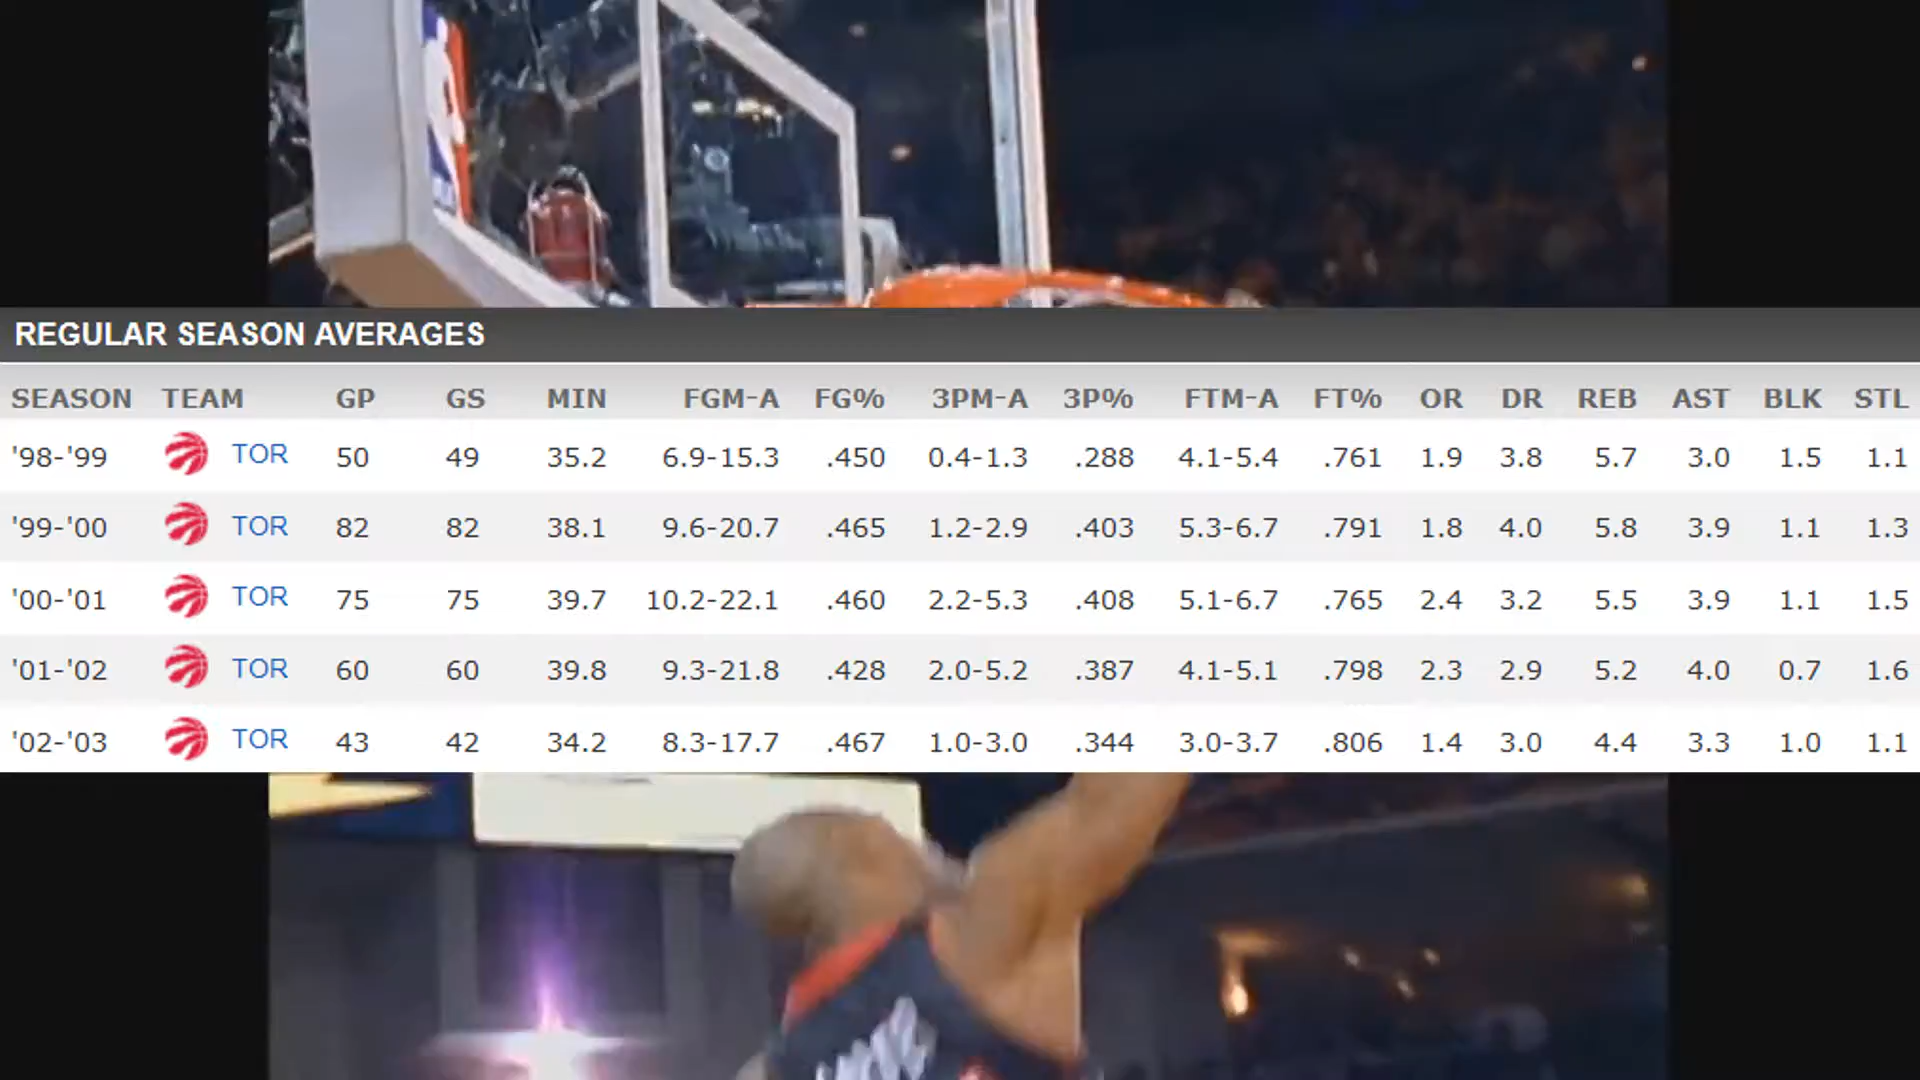 REGULAR SEASON AVERAGES
SEASON TEAM GP GS MIN FGM-A FG% 3PM-A 3P% FTM-A FT% OR DR REB AST BLK STL
'98-'99 TOR 50 49 35.2 6.9-15.3 .450 0.4-1.3 .288 4.1-5.4 .761 1.9 3.8 5.7 3.0 1.5 1.1
'99-'00 TOR 82 82 38.1 9.6-20.7 .465 1.2-2.9 .403 5.3-6.7 .791 1.8 4.0 5.8 3.9 1.1 1.3
'00-'01 TOR 75 75 39.7 10.2-22.1 .460 2.2-5.3 .408 5.1-6.7 .765 2.4 3.2 5.5 3.9 1.1 1.5
'01-'02 TOR 60 60 39.8 9.3-21.8 .428 2.0-5.2 .387 4.1-5.1 .798 2.3 2.9 5.2 4.0 0.7 1.6
'02-'03 TOR 43 42 34.2 8.3-17.7 .467 1.0-3.0 .344 3.0-3.7 .806 1.4 3.0 4.4 3.3 1.0 1.1